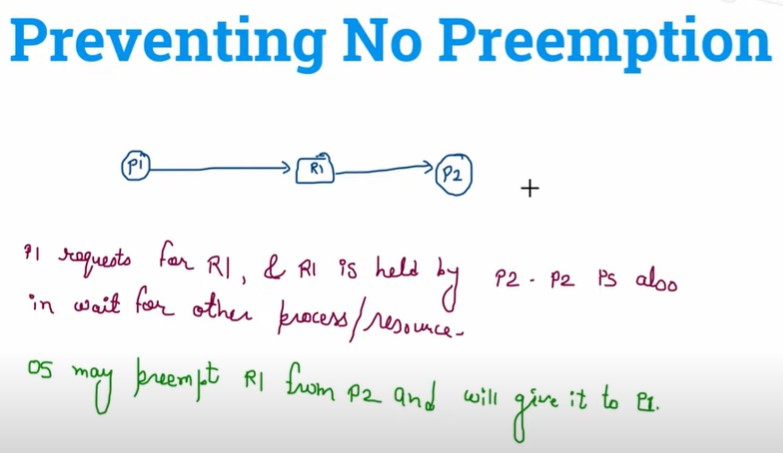 Preventing No Preemption
P1 R1 P2
P1 requests for R1, & R1 is held by P2. P2 is also
in wait for other process/resource.
OS may preempt R1 from P2 and will give it to P1.